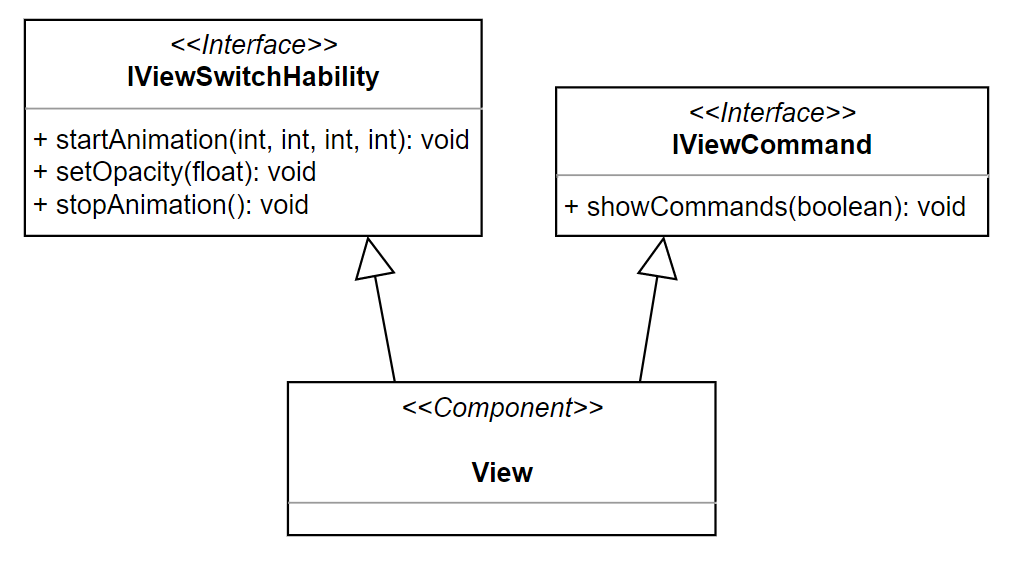 <<Interface>>
IViewSwitchHability
+ startAnimation(int, int, int, int): void
+ setOpacity(float): void
+ stopAnimation(): void
<<Interface>>
IViewCommand
+ showCommands(boolean): void
<<Component>>
View